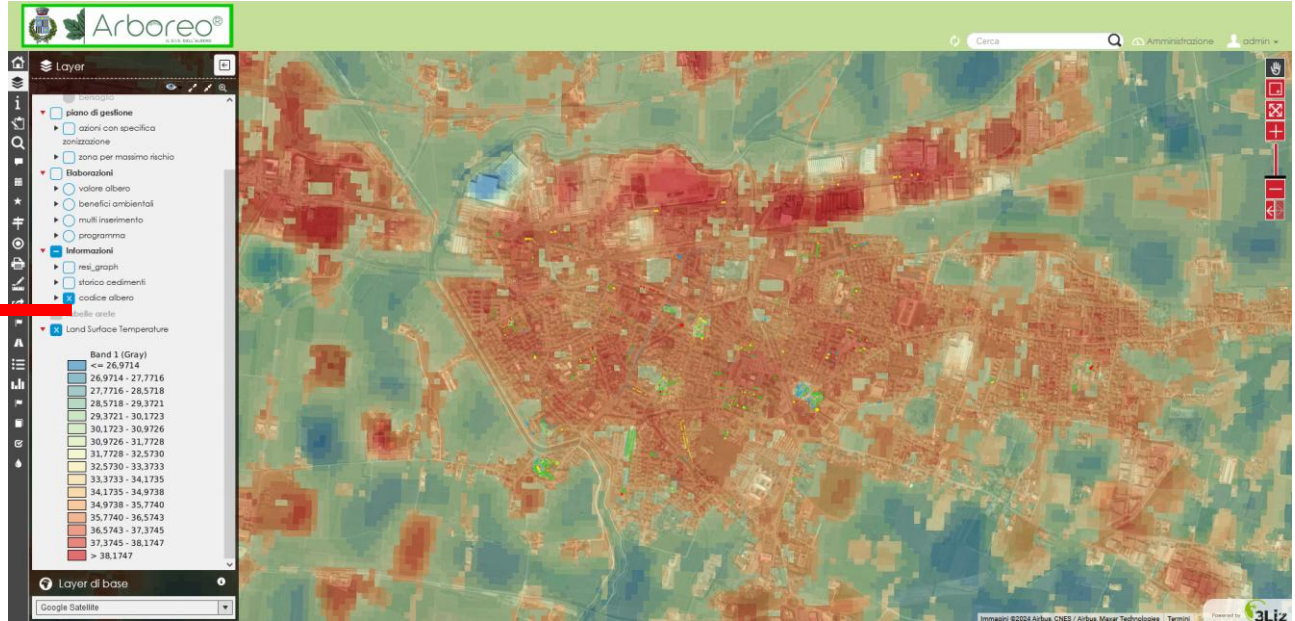 Arboreo®
Cerca
Amministrazione
admin
Layer
bersaglio
piano di gestione
azioni con specifica
zonizzazione
zona per massimo rischio
Elaborazioni
valore albero
benefici ambientali
multi inserimento
programma
Informazioni
resi_graph
storico cedimenti
codice albero
tabelle arete
Land Surface Temperature
Band 1 (Gray)
<= 26,9714
26,9714 - 27,7716
27,7716 - 28,5718
28,5718 - 29,3721
29,3721 - 30,1723
30,1723 - 30,9726
30,9726 - 31,7728
31,7728 - 32,5730
32,5730 - 33,3733
33,3733 - 34,1735
34,1735 - 34,9738
34,9738 - 35,7740
35,7740 - 36,5743
36,5743 - 37,3745
37,3745 - 38,1747
> 38,1747
Layer di base
Google Satellite
Immagini ©2024 Airbus, CNES / Airbus, Maxar Technologies
Termini
Powered by
3Liz